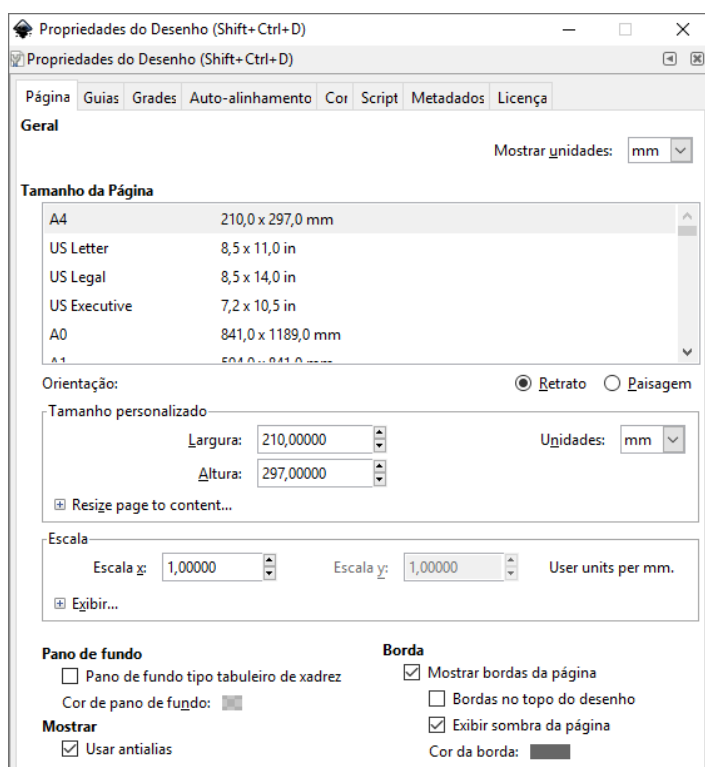 Propriedades do Desenho (Shift+Ctrl+D)
Propriedades do Desenho (Shift+Ctrl+D)
Página Guias Grades Auto-alinhamento Cor Script Metadados Licença
Geral
Mostrar unidades: mm
Tamanho da Página
A4 210,0 x 297,0 mm
US Letter 8,5 x 11,0 in
US Legal 8,5 x 14,0 in
US Executive 7,2 x 10,5 in
A0 841,0 x 1189,0 mm
A1 594,0 x 841,0 mm
Orientação: Retrato Paisagem
Tamanho personalizado
Largura: 210,00000 Unidades: mm
Altura: 297,00000
Resize page to content...
Escala
Escala x: 1,00000 Escala y: 1,00000 User units per mm.
Exibir...
Pano de fundo Borda
Pano de fundo tipo tabuleiro de xadrez Mostrar bordas da página
Bordas no topo do desenho
Cor de pano de fundo:
Mostrar Exibir sombra da página
Usar antialias Cor da borda: